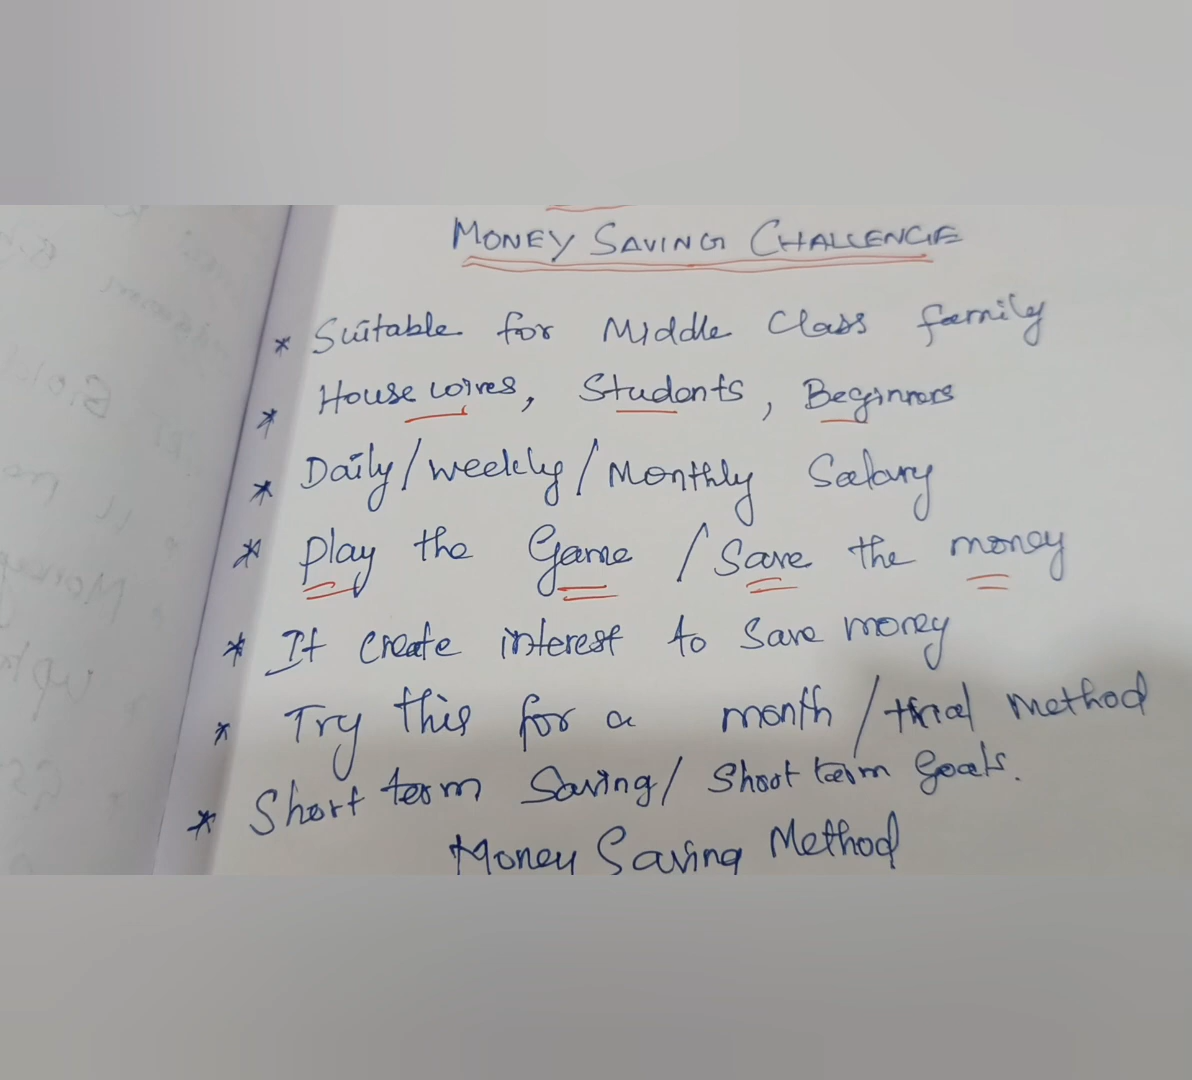 MONEY SAVING CHALLENGE
* Suitable for Middle Class family
* House wives, Students, Beginners
* Daily/weekly/Monthly Salary
* Play the Game / Save the money
* It create interest to save money
* Try this for a month / trial Method
* Short term Saving/ Short term Goals.
Money Saving Method